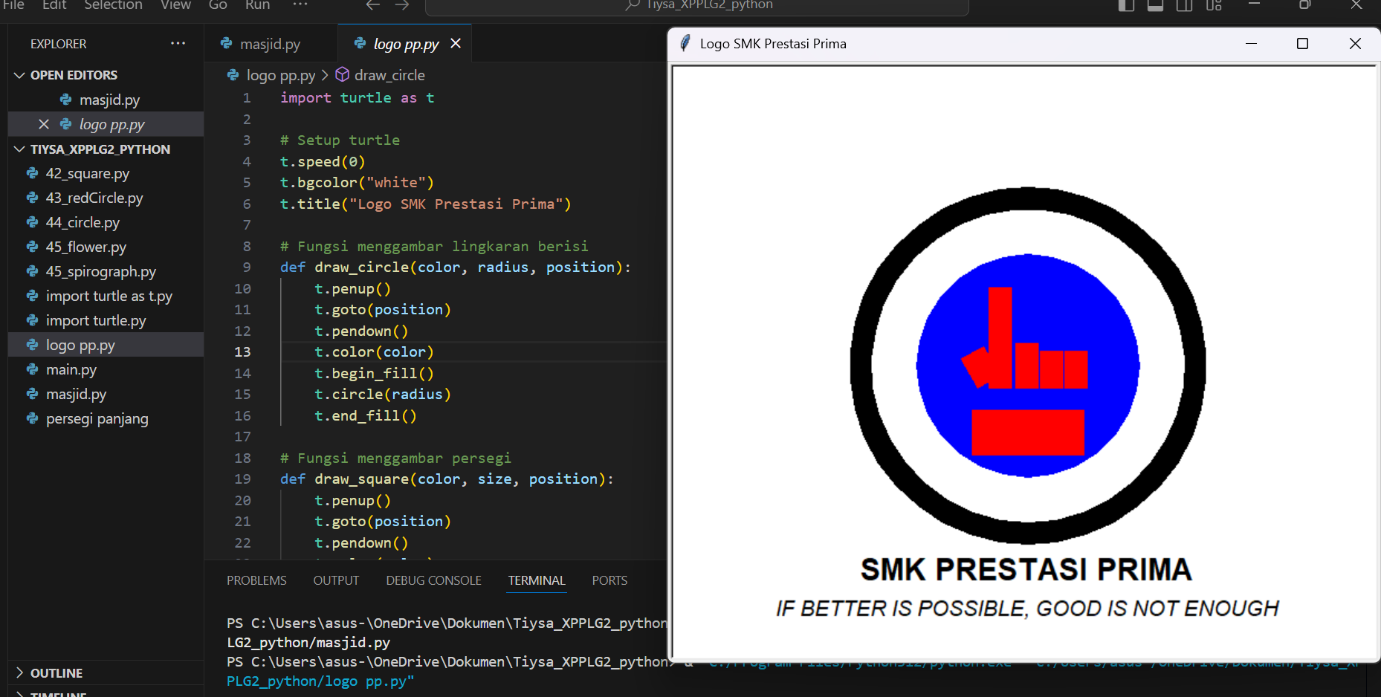 File Edit Selection View Go Run ···
Tiysa_XPPLG2_python
EXPLORER ···
OPEN EDITORS
masjid.py
logo pp.py
TIYSA_XPPLG2_PYTHON
42_square.py
43_redCircle.py
44_circle.py
45_flower.py
45_spirograph.py
import turtle as t.py
import turtle.py
logo pp.py
main.py
masjid.py
persegi panjang
OUTLINE
TIMELINE
masjid.py
logo pp.py
logo pp.py > draw_circle
1 import turtle as t
2
3 # Setup turtle
4 t.speed(0)
5 t.bgcolor("white")
6 t.title("Logo SMK Prestasi Prima")
7
8 # Fungsi menggambar lingkaran berisi
9 def draw_circle(color, radius, position):
10 t.penup()
11 t.goto(position)
12 t.pendown()
13 t.color(color)
14 t.begin_fill()
15 t.circle(radius)
16 t.end_fill()
17
18 # Fungsi menggambar persegi
19 def draw_square(color, size, position):
20 t.penup()
21 t.goto(position)
22 t.pendown()
PROBLEMS OUTPUT DEBUG CONSOLE TERMINAL PORTS
PS C:\Users\asus-\OneDrive\Dokumen\Tiysa_XPPLG2_python
LG2_python/masjid.py
PS C:\Users\asus-\OneDrive\Dokumen\Tiysa_XPPLG2_python>
PLG2_python/logo pp.py"
Logo SMK Prestasi Prima
SMK PRESTASI PRIMA
IF BETTER IS POSSIBLE, GOOD IS NOT ENOUGH